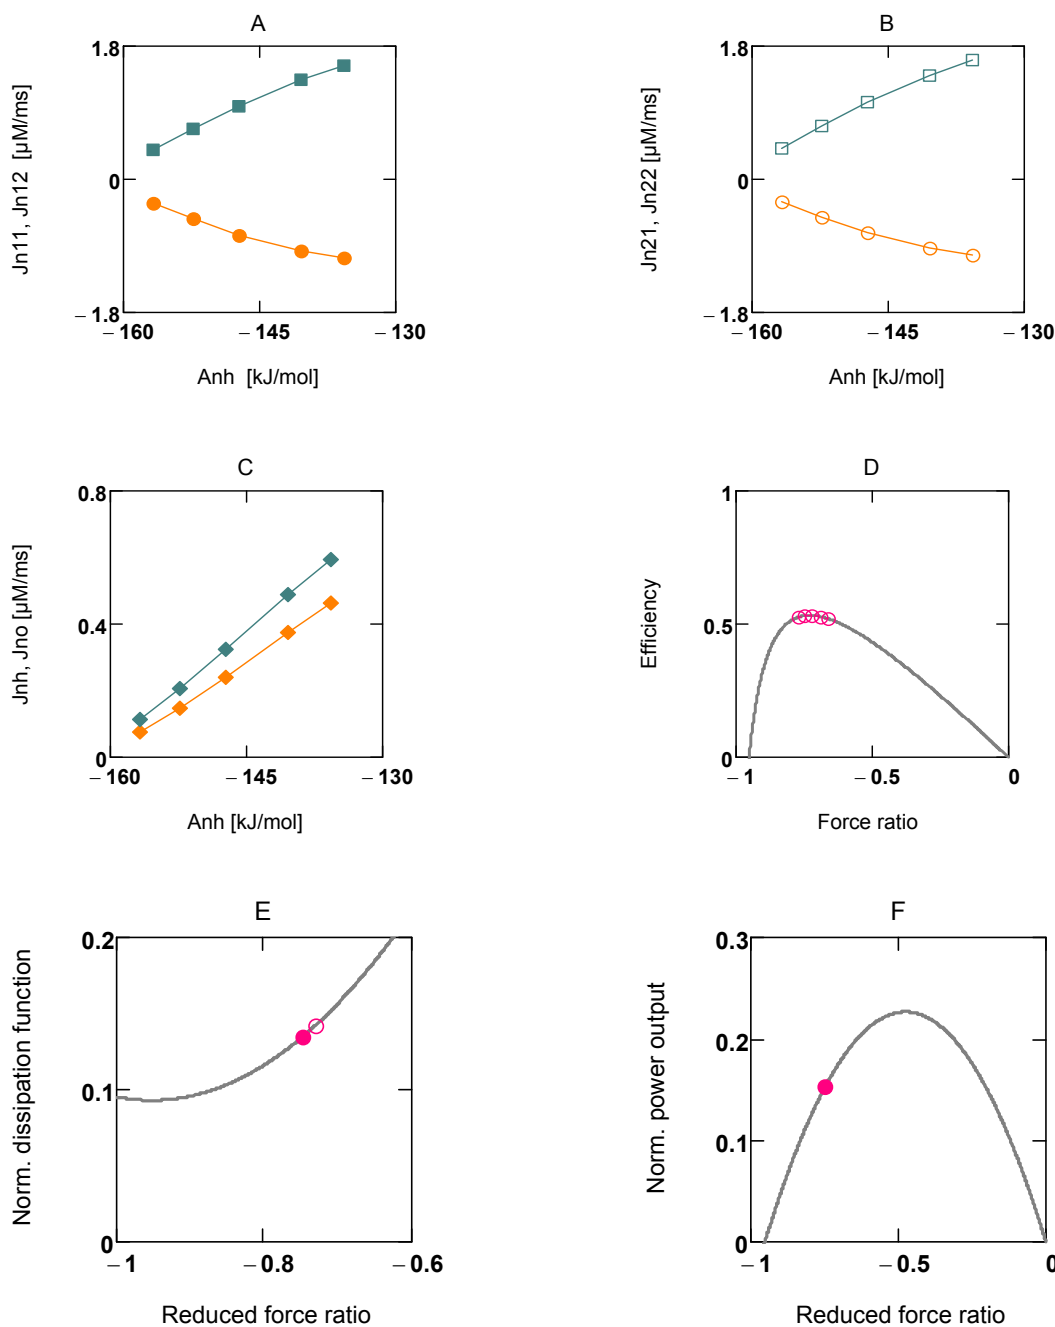 A
B
Jn11, Jn12 [µM/ms]
1.8
0
−1.8
−160
−145
−130
Anh [kJ/mol]
Jn21, Jn22 [µM/ms]
1.8
0
−1.8
−160
−145
−130
Anh [kJ/mol]
C
D
Jnh, Jno [µM/ms]
0.8
0.4
0
−160
−145
−130
Anh [kJ/mol]
Efficiency
1
0.5
0
−1
−0.5
0
Force ratio
E
F
Norm. dissipation function
0.2
0.1
0
−1
−0.8
−0.6
Reduced force ratio
Norm. power output
0.3
0.2
0.1
0
−1
−0.5
0
Reduced force ratio